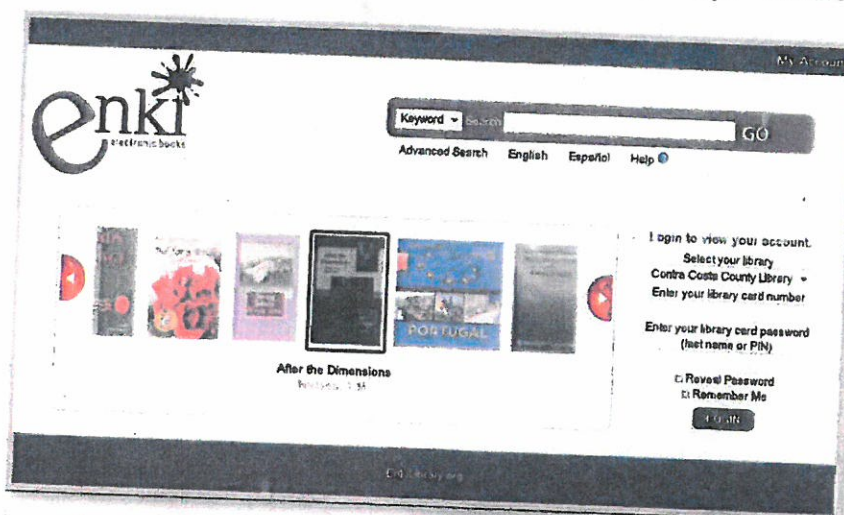 My Account
enki
electronic books
Keyword Search GO
Advanced Search English Español Help
PORTUGAL
After the Dimensions
Login to view your account.
Select your library
Contra Costa County Library
Enter your library card number
Enter your library card password
(last name or PIN)
Reveal Password
Remember Me
LOGIN